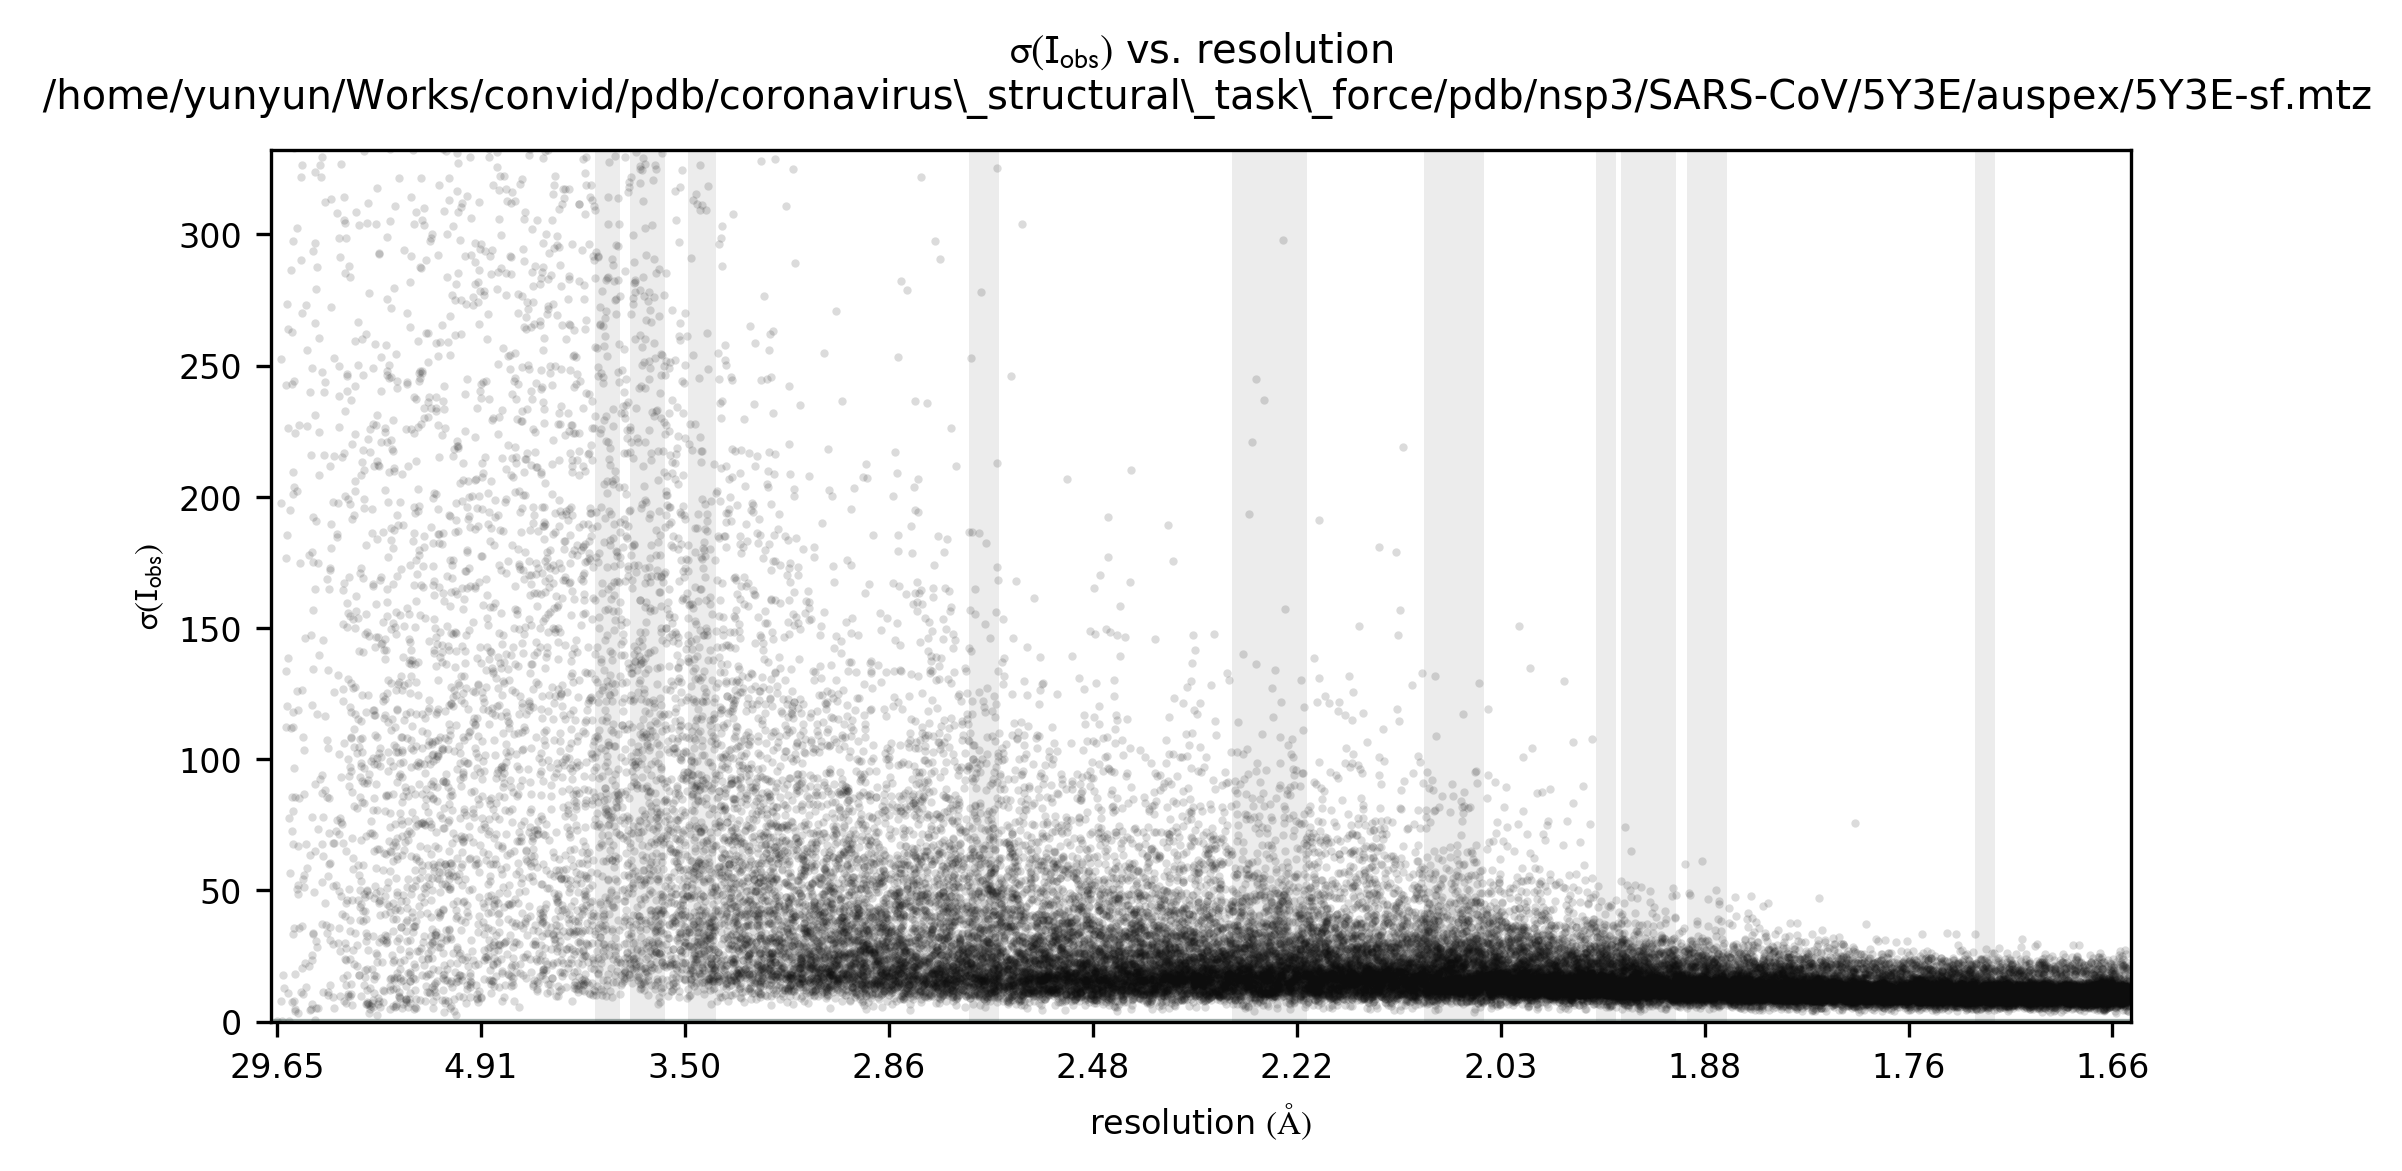 σ(I_obs) vs. resolution
/home/yunyun/Works/convid/pdb/coronavirus\_structural\_task\_force/pdb/nsp3/SARS-CoV/5Y3E/auspex/5Y3E-sf.mtz
σ(I_obs)
300
250
200
150
100
50
0
29.65 4.91 3.50 2.86 2.48 2.22 2.03 1.88 1.76 1.66
resolution (Å)